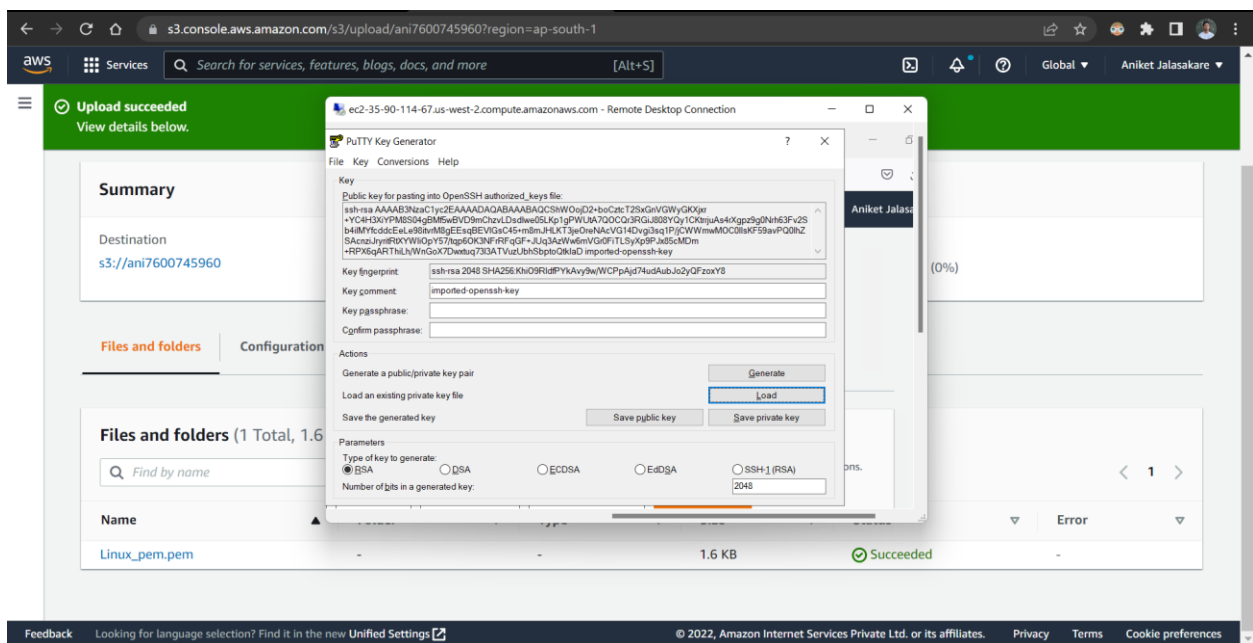 s3.console.aws.amazon.com/s3/upload/ani7600745960?region=ap-south-1
aws
Services
Search for services, features, blogs, docs, and more
[Alt+S]
Global
Aniket Jalasakare
Upload succeeded
View details below.
ec2-35-90-114-67.us-west-2.compute.amazonaws.com - Remote Desktop Connection
PuTTY Key Generator
File Key Conversions Help
Aniket Jalasa
Key
Public key for pasting into OpenSSH authorized_keys file:
imported-openssh-key
Key fingerprint:
ssh-rsa 2048
Key comment:
imported-openssh-key
Key passphrase:
Confirm passphrase:
Actions
Generate a public/private key pair
Generate
Load an existing private key file
Load
Save the generated key
Save public key
Save private key
Parameters
Type of key to generate:
RSA
DSA
ECDSA
EdDSA
SSH-1 (RSA)
Number of bits in a generated key:
2048
Summary
Destination
s3://ani7600745960
(0%)
Files and folders
Configuration
Files and folders (1 Total, 1.6
Find by name
ons.
1
Name
Error
Linux_pem.pem
-
-
1.6 KB
Succeeded
-
Feedback
Looking for language selection? Find it in the new Unified Settings
© 2022, Amazon Internet Services Private Ltd. or its affiliates.
Privacy
Terms
Cookie preferences